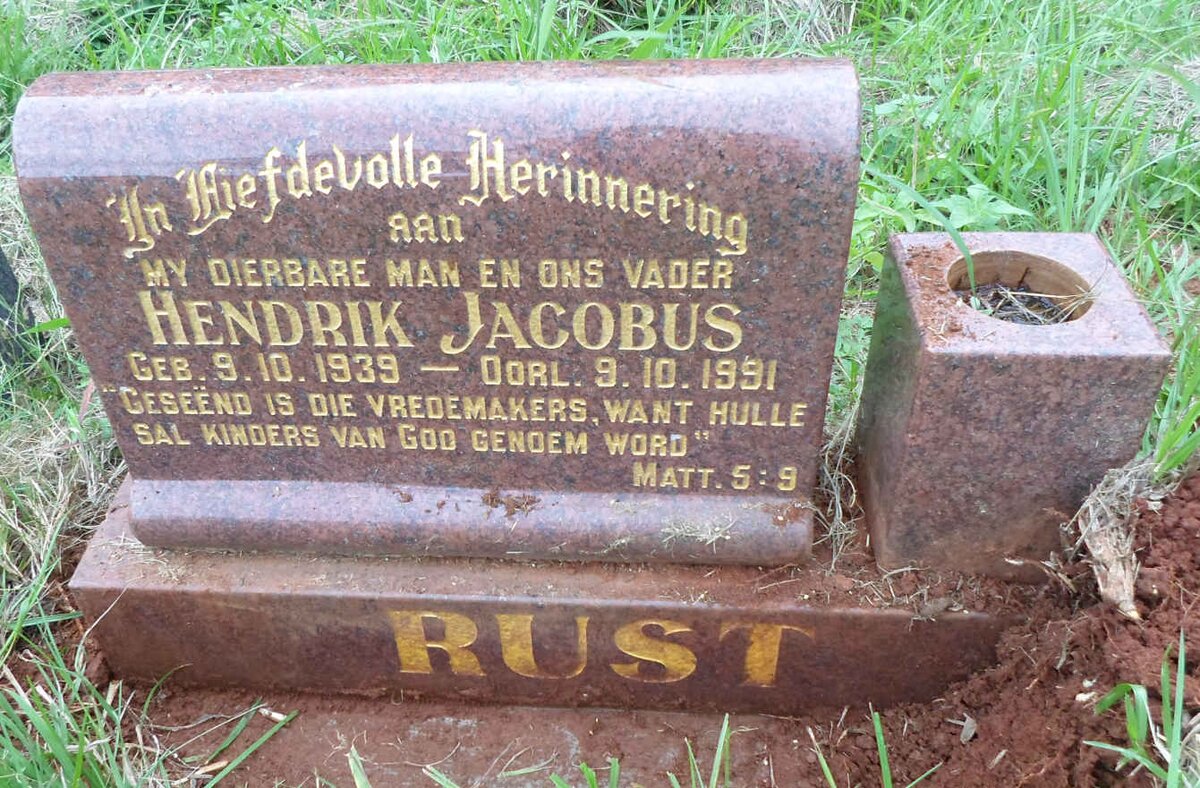 In Liefdevolle Herinnering
aan
MY DIERBARE MAN EN ONS VADER
HENDRIK JACOBUS
GEB. 9.10.1939 — OORL. 9.10.1991
"GESEËND IS DIE VREDEMAKERS, WANT HULLE
SAL KINDERS VAN GOD GENOEM WORD"
MATT. 5:9
RUST